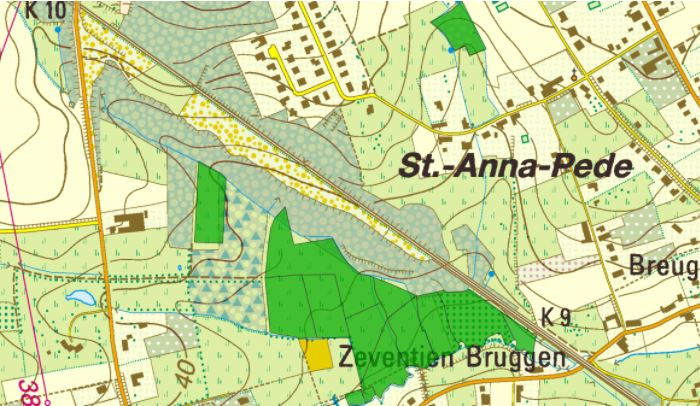 K 10
St.-Anna-Pede
Breug
K 9
Zeventien Bruggen
40
38